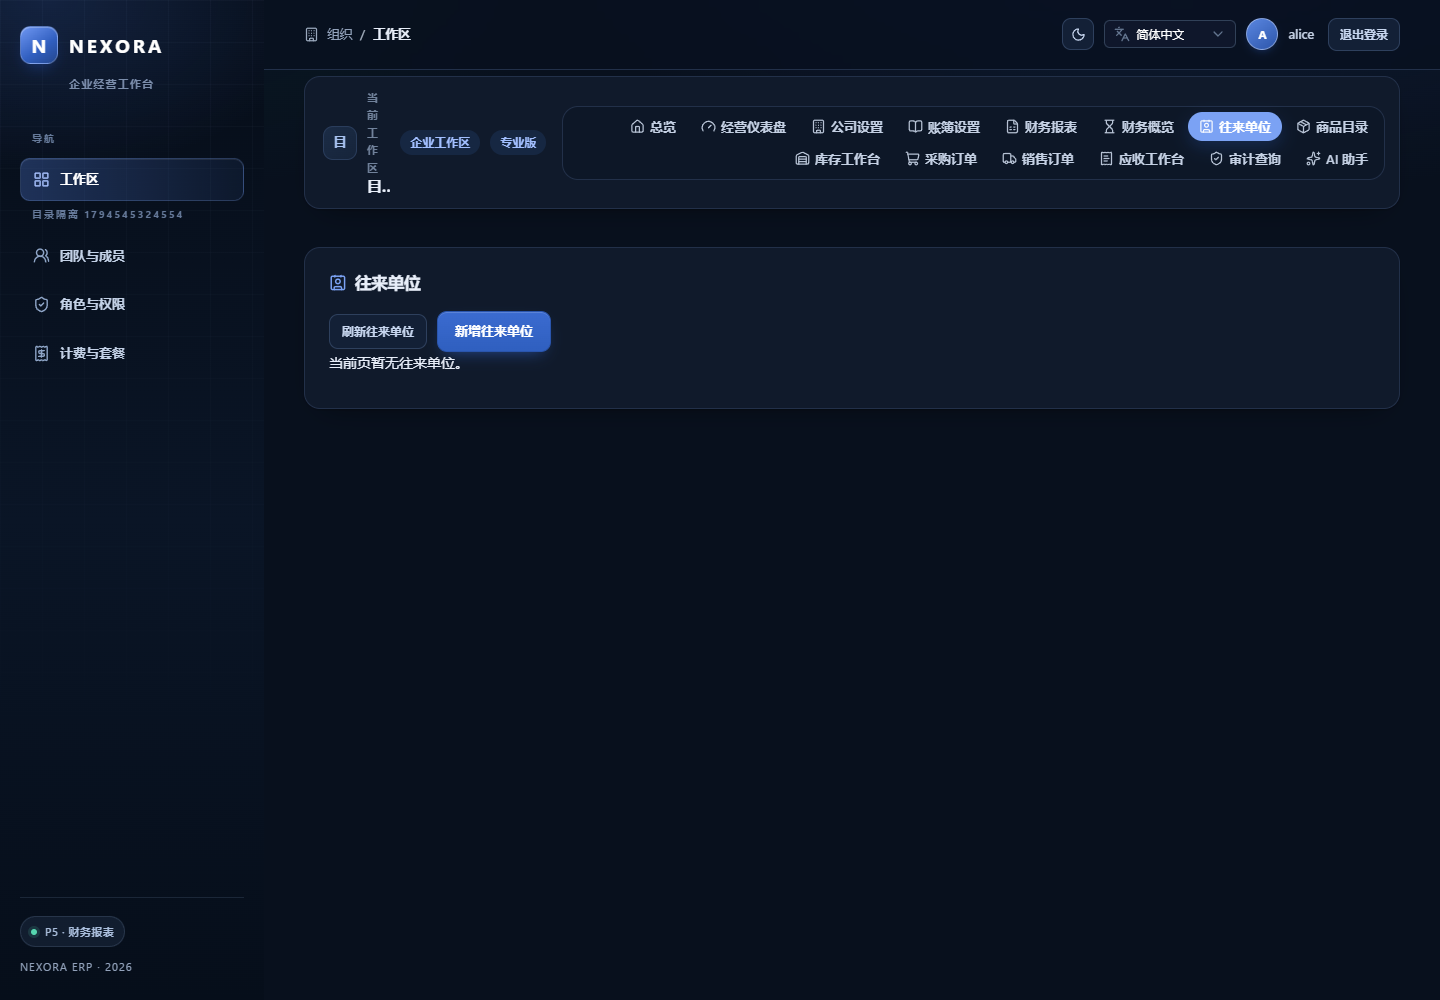 N NEXORA
企业经营工作台
导航
工作区
目录隔离 1794545324554
团队与成员
角色与权限
计费与套餐
P5 · 财务报表
NEXORA ERP · 2026
组织 / 工作区
简体中文
A alice
退出登录
目
当前工作区
目..
企业工作区
专业版
总览 经营仪表盘 公司设置 账簿设置 财务报表 财务概览 往来单位 商品目录
库存工作台 采购订单 销售订单 应收工作台 审计查询 AI 助手
往来单位
刷新往来单位 新增往来单位
当前页暂无往来单位。